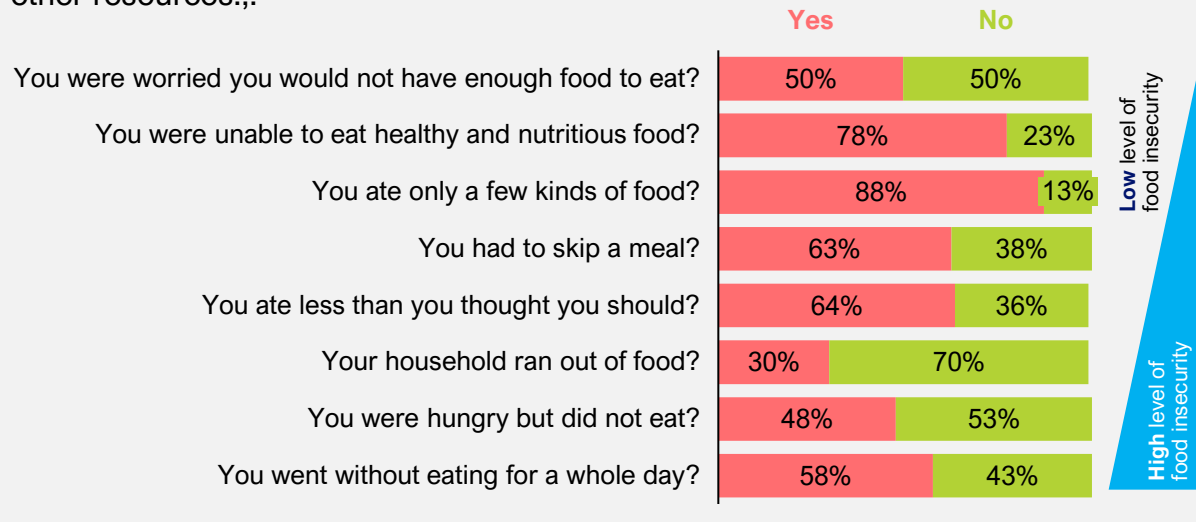 other resources.,.
Yes No
You were worried you would not have enough food to eat? 50% 50%
You were unable to eat healthy and nutritious food? 78% 23%
You ate only a few kinds of food? 88% 13%
You had to skip a meal? 63% 38%
You ate less than you thought you should? 64% 36%
Your household ran out of food? 30% 70%
You were hungry but did not eat? 48% 53%
You went without eating for a whole day? 58% 43%
Low level of
food insecurity
High level of
food insecurity